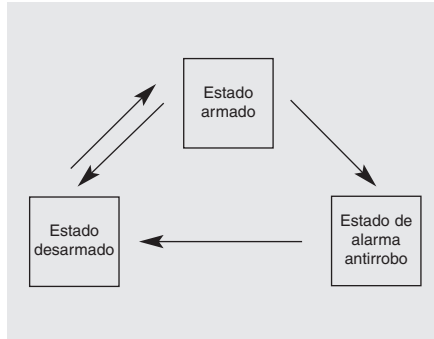 Estado
armado
Estado
desarmado
Estado de
alarma
antirrobo